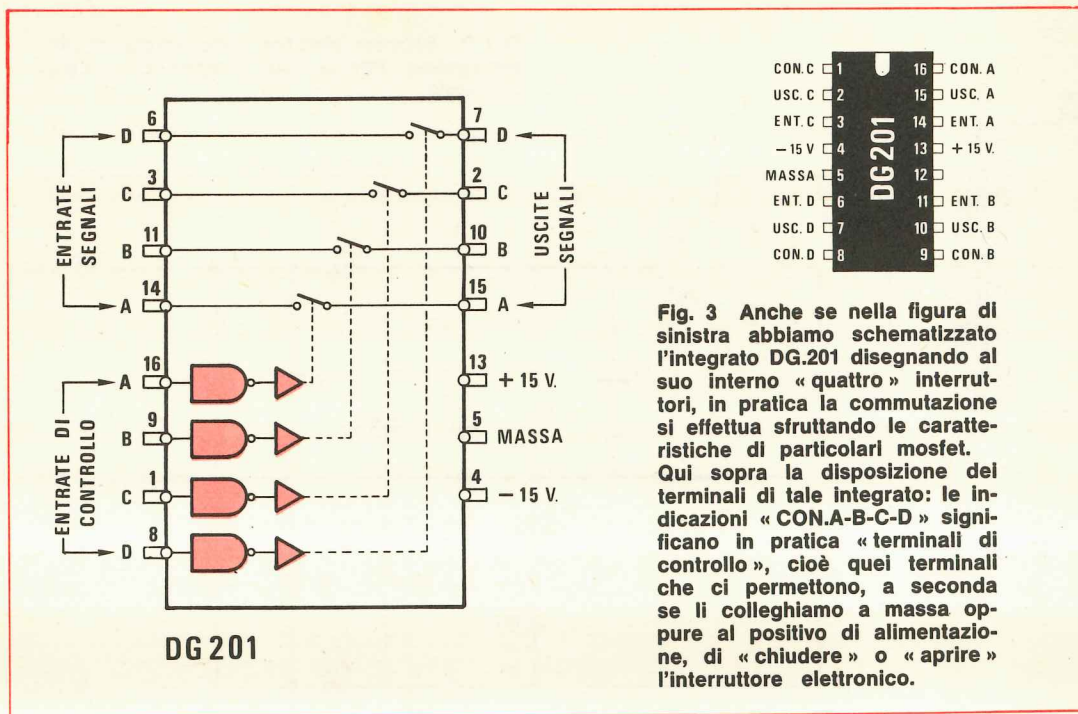 6
D
7
D
ENTRATE
SEGNALI
3
C
2
C
USCITE
SEGNALI
11
B
10
B
14
A
15
A
ENTRATE DI
CONTROLLO
16
A
13
+ 15 V.
9
B
5
MASSA
1
C
4
− 15 V.
8
D
DG 201
CON.C 1 16 CON. A
USC. C 2 15 USC. A
ENT. C 3 14 ENT. A
− 15 V 4 13 + 15 V.
MASSA 5 12
ENT. D 6 11 ENT. B
USC. D 7 10 USC. B
CON. D 8 9 CON. B
DG201
Fig. 3 Anche se nella figura di
sinistra abbiamo schematizzato
l'integrato DG.201 disegnando al
suo interno « quattro » interrut-
tori, in pratica la commutazione
si effettua sfruttando le caratte-
ristiche di particolari mosfet.
Qui sopra la disposizione dei
terminali di tale integrato: le in-
dicazioni « CON.A-B-C-D » signi-
ficano in pratica « terminali di
controllo », cioè quei terminali
che ci permettono, a seconda
se li colleghiamo a massa op-
pure al positivo di alimentazio-
ne, di « chiudere » o « aprire »
l'interruttore elettronico.